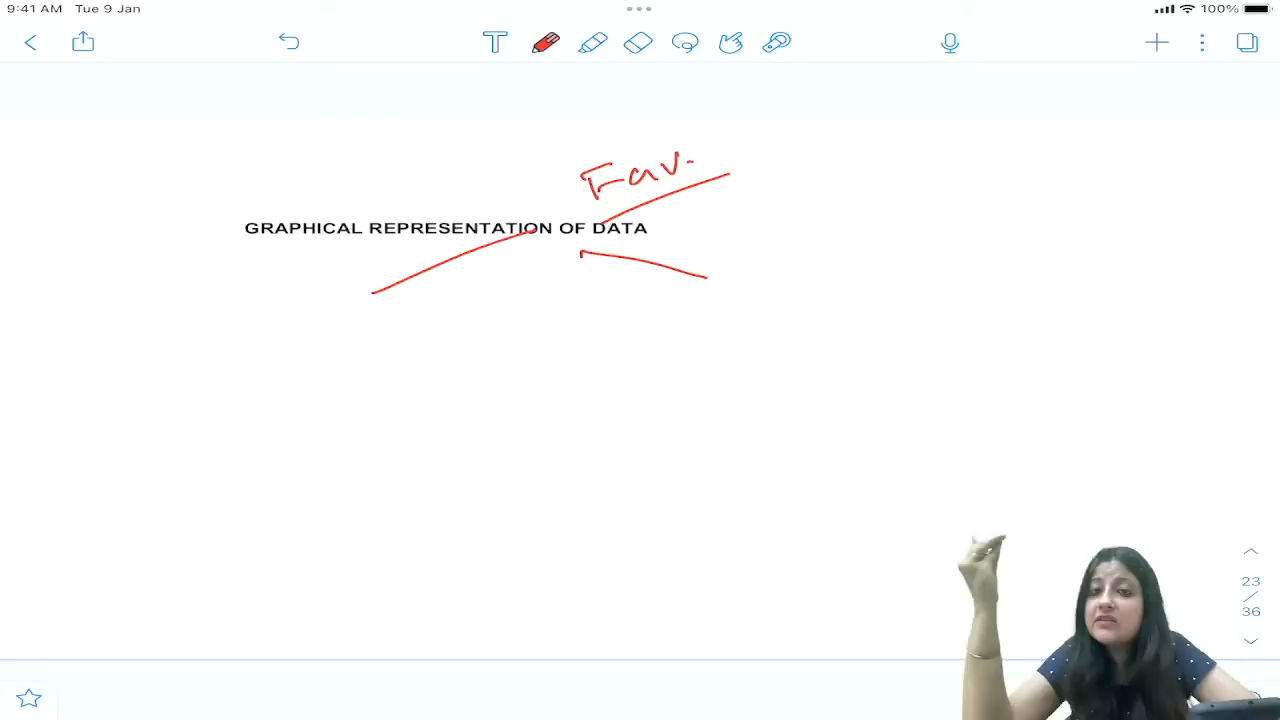 9:41 AM Tue 9 Jan
100%
T
Fav.
GRAPHICAL REPRESENTATION OF DATA
23
/
36